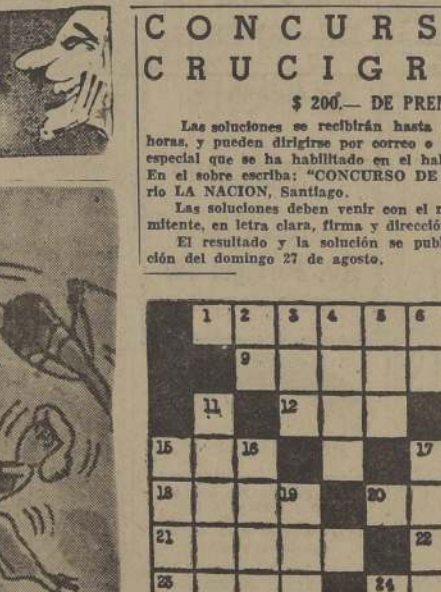 CONCURS
CRUCIGR
$ 200.— DE PREM
Las soluciones se recibirán hasta
horas, y pueden dirigirse por correo o
especial que se ha habilitado en el hal
En el sobre escriba: "CONCURSO DE
rio LA NACION, Santiago.
Las soluciones deben venir con el n
mitente, en letra clara, firma y direcció
El resultado y la solución se publ
ción del domingo 27 de agosto.
1 2 3 4 5 6
9
11 12
15 16 17
18 19 20
21 22
23 24